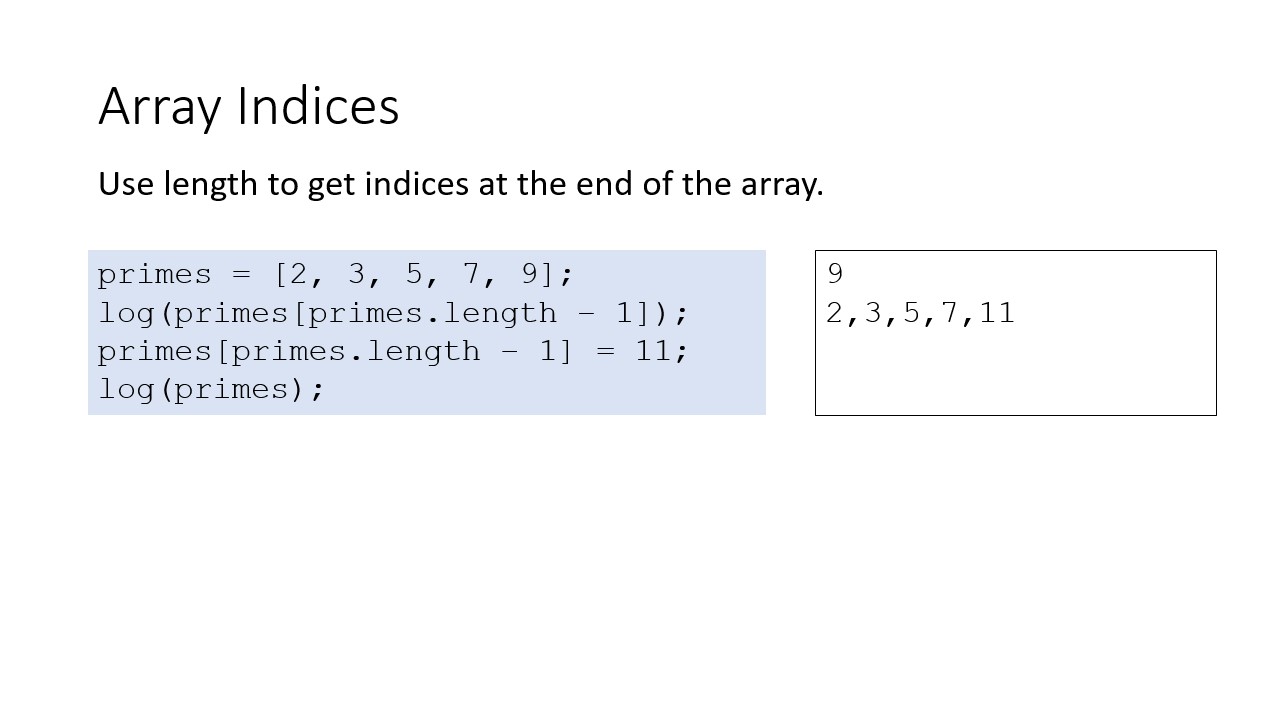 Array Indices
Use length to get indices at the end of the array.
primes = [2, 3, 5, 7, 9];
log(primes[primes.length – 1]);
primes[primes.length – 1] = 11;
log(primes);
9
2,3,5,7,11